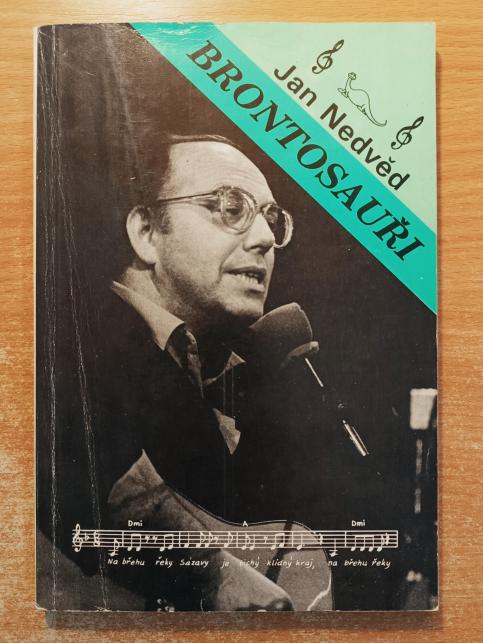 Jan Nedvěd
BRONTOSAUŘI
Dmi A Dmi
Na břehu řeky Sázavy je tichý klidný kraj, na břehu řeky